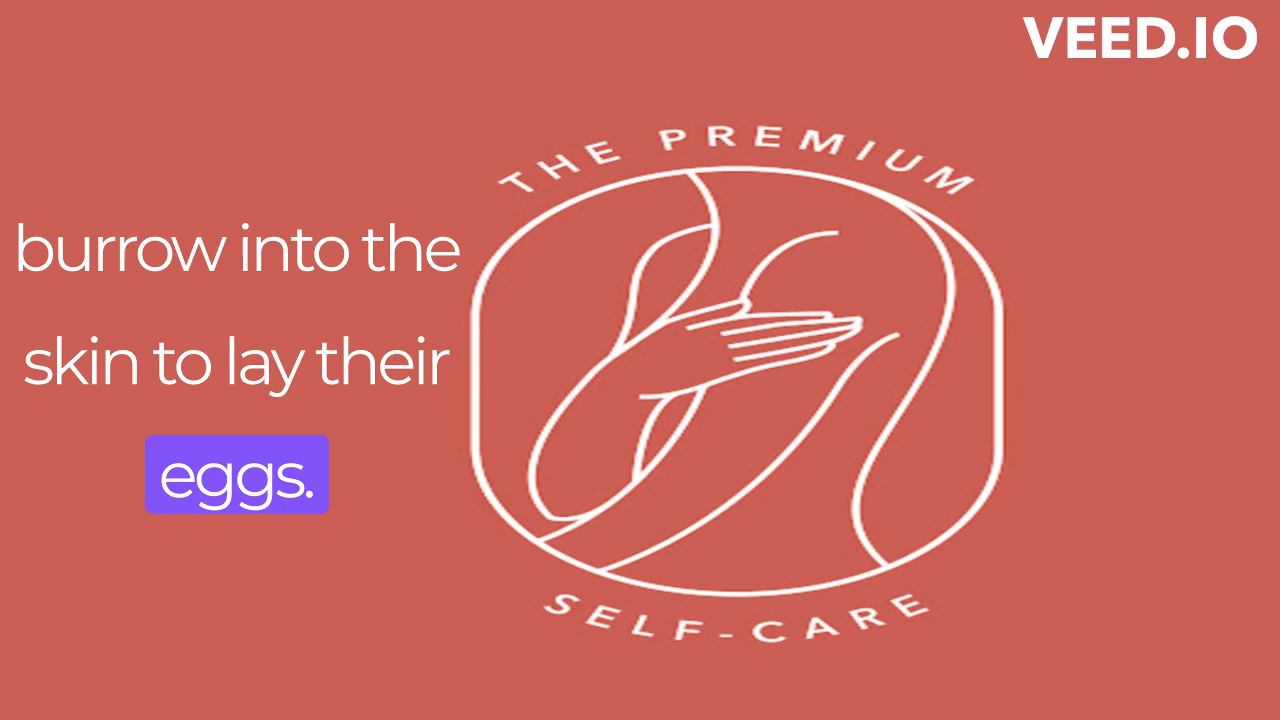 VEED.IO
THE PREMIUM
burrow into the
skin to lay their
eggs.
SELF-CARE